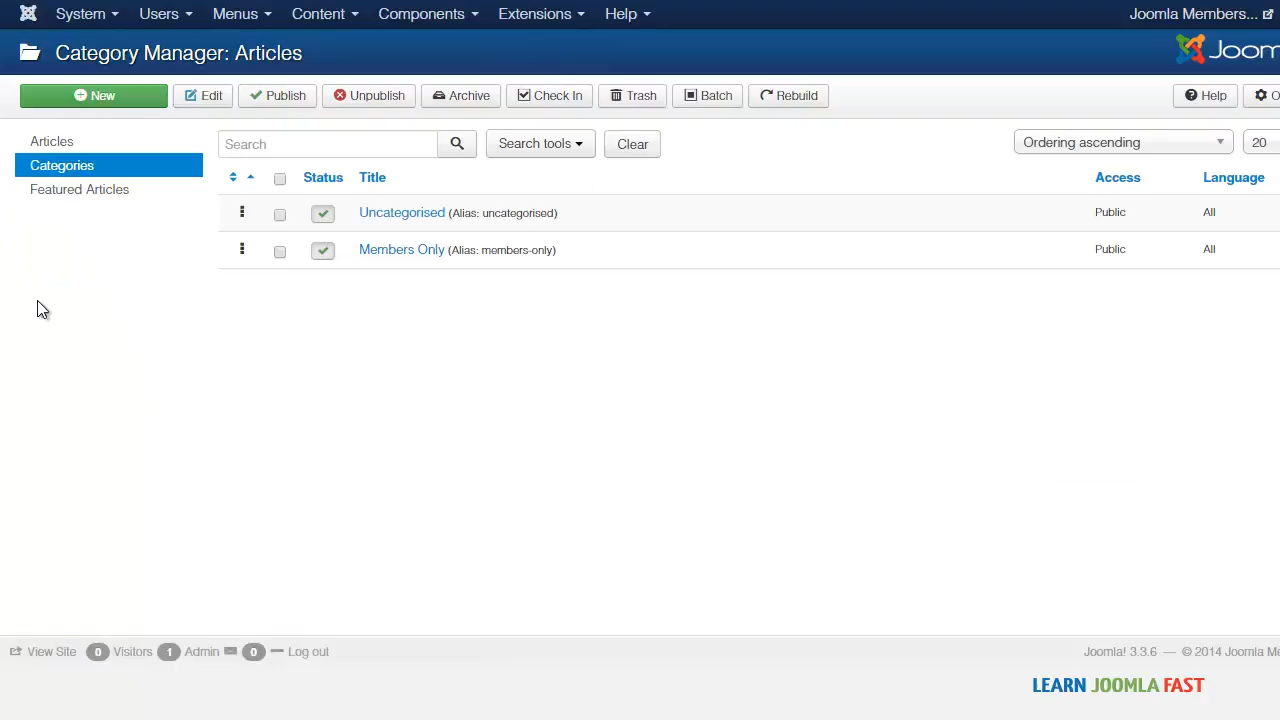 System Users Menus Content Components Extensions Help Joomla Members...
Category Manager: Articles Joom
New Edit Publish Unpublish Archive Check In Trash Batch Rebuild Help O
Articles
Categories
Featured Articles
Search Search tools Clear Ordering ascending 20
Status Title Access Language
Uncategorised (Alias: uncategorised) Public All
Members Only (Alias: members-only) Public All
View Site 0 Visitors 1 Admin 0 Log out Joomla! 3.3.6 — © 2014 Joomla Me
LEARN JOOMLA FAST